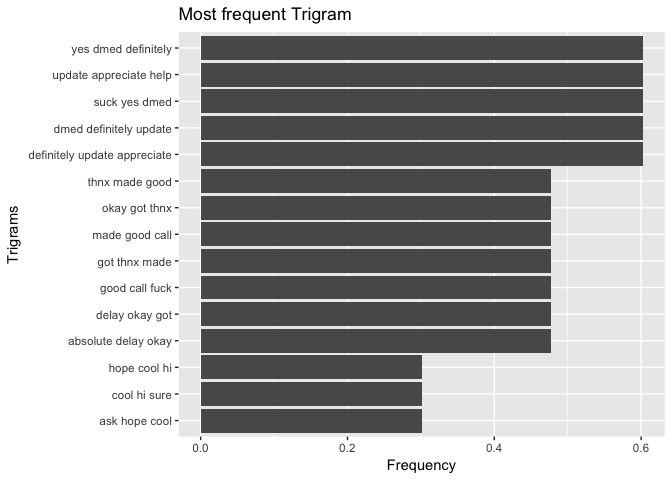 Most frequent Trigram
Trigrams
yes dmed definitely
update appreciate help
suck yes dmed
dmed definitely update
definitely update appreciate
thnx made good
okay got thnx
made good call
got thnx made
good call fuck
delay okay got
absolute delay okay
hope cool hi
cool hi sure
ask hope cool
0.0 0.2 0.4 0.6
Frequency